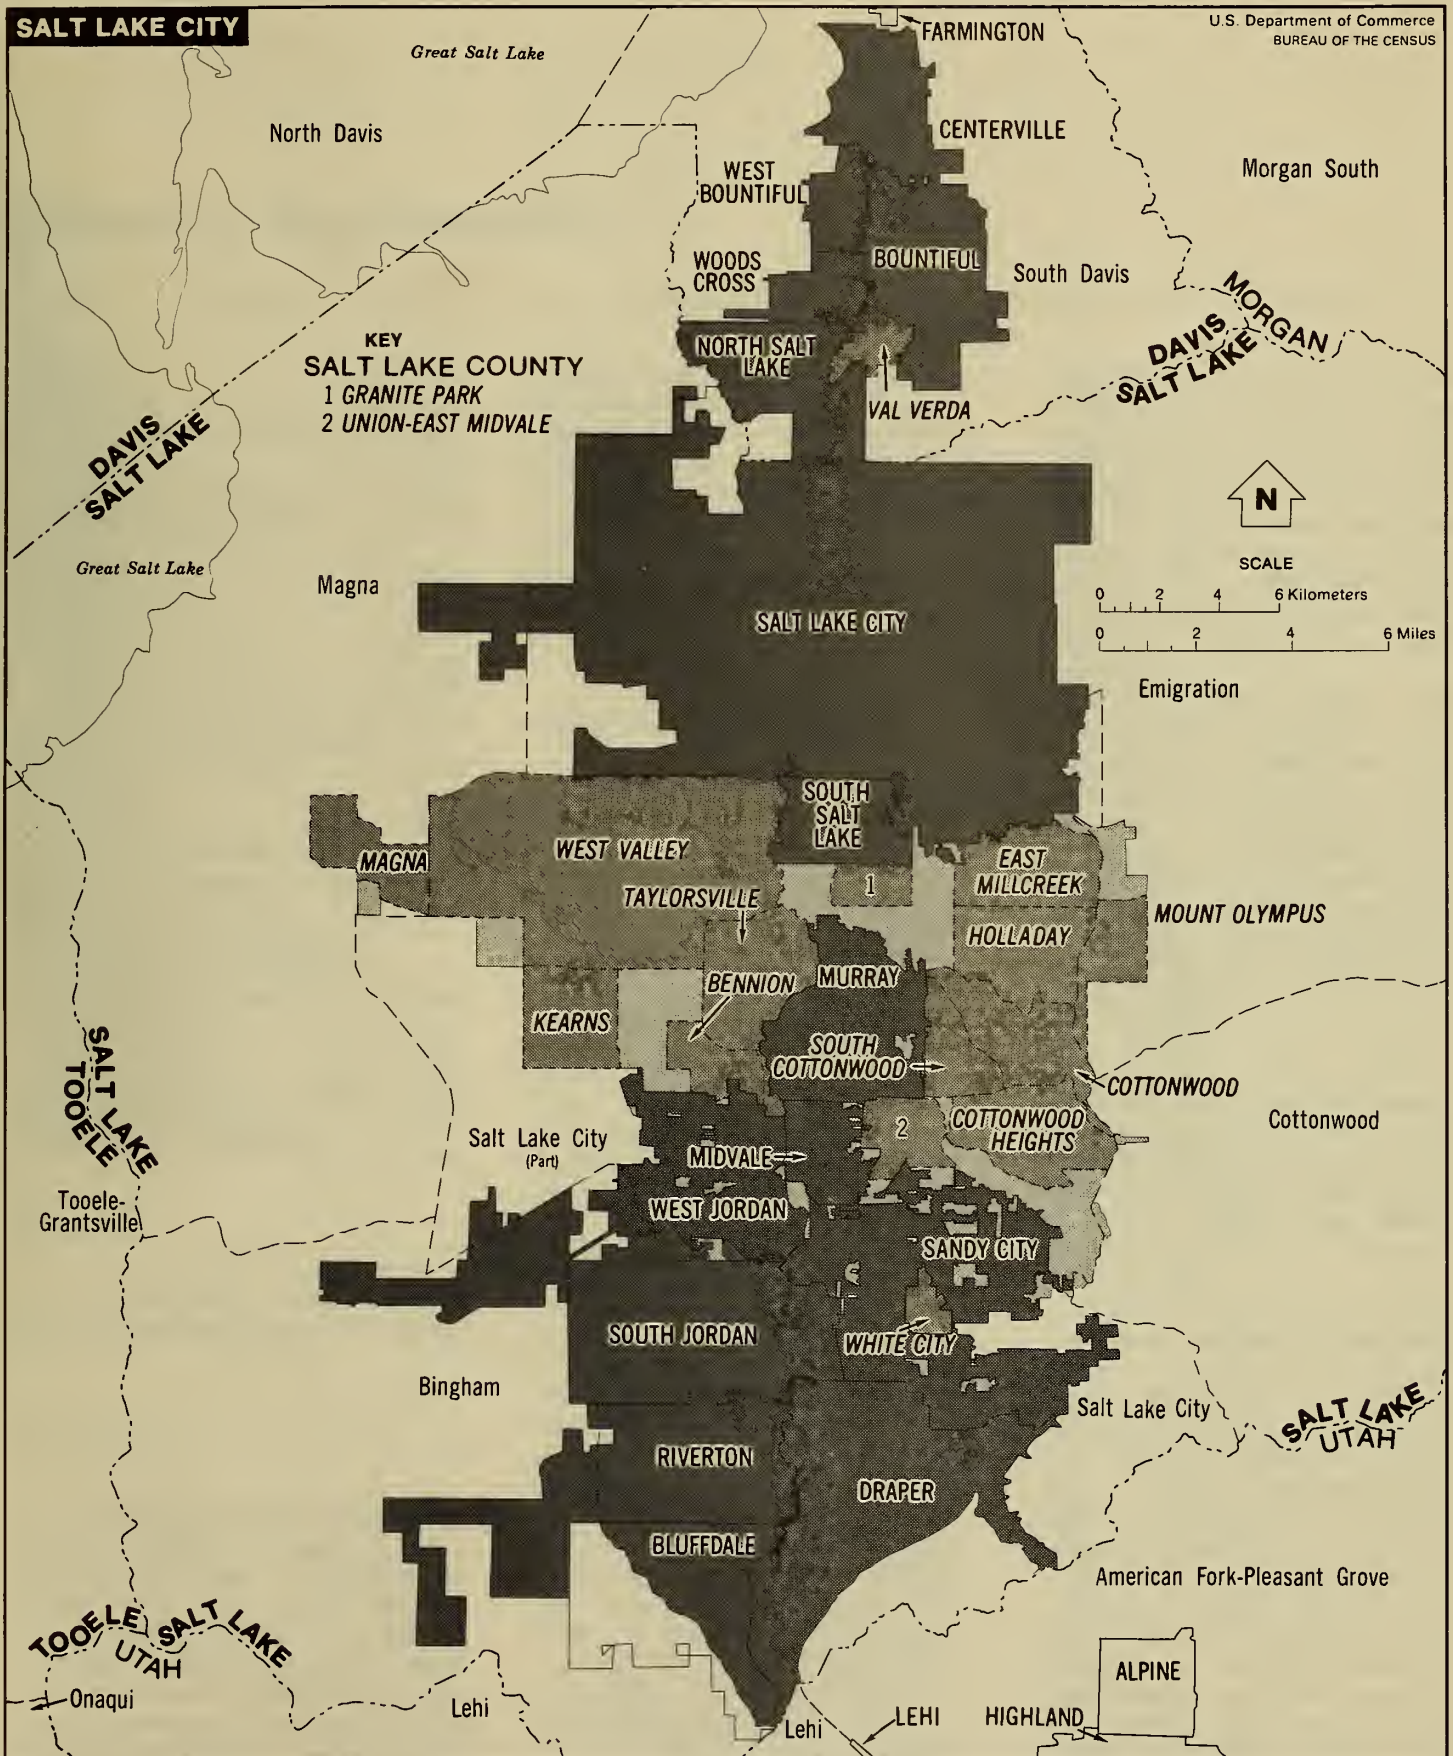 SALT LAKE CITY
U.S. Department of Commerce
BUREAU OF THE CENSUS
Great Salt Lake
FARMINGTON
North Davis
CENTERVILLE
WEST
BOUNTIFUL
Morgan South
WOODS
CROSS
BOUNTIFUL
South Davis
MORGAN
DAVIS
SALT LAKE
KEY
SALT LAKE COUNTY
1 GRANITE PARK
2 UNION-EAST MIDVALE
NORTH SALT
LAKE
VAL VERDA
DAVIS
SALT LAKE
N
Great Salt Lake
Magna
SCALE
0 2 4 6 Kilometers
0 2 4 6 Miles
SALT LAKE CITY
Emigration
SOUTH
SALT
LAKE
WEST VALLEY
MAGNA
EAST
MILLCREEK
1
TAYLORSVILLE
MOUNT OLYMPUS
HOLLADAY
BENNION
MURRAY
KEARNS
SOUTH
COTTONWOOD
COTTONWOOD
SALT LAKE
TOOELE
Salt Lake City
(Part)
2
COTTONWOOD
HEIGHTS
Cottonwood
MIDVALE
Tooele-
Grantsville
WEST JORDAN
SANDY CITY
SOUTH JORDAN
WHITE CITY
Bingham
Salt Lake City
SALT LAKE
UTAH
RIVERTON
DRAPER
BLUFFDALE
American Fork-Pleasant Grove
TOOELE
SALT LAKE
UTAH
Onaqui
Lehi
Lehi
LEHI
HIGHLAND
ALPINE